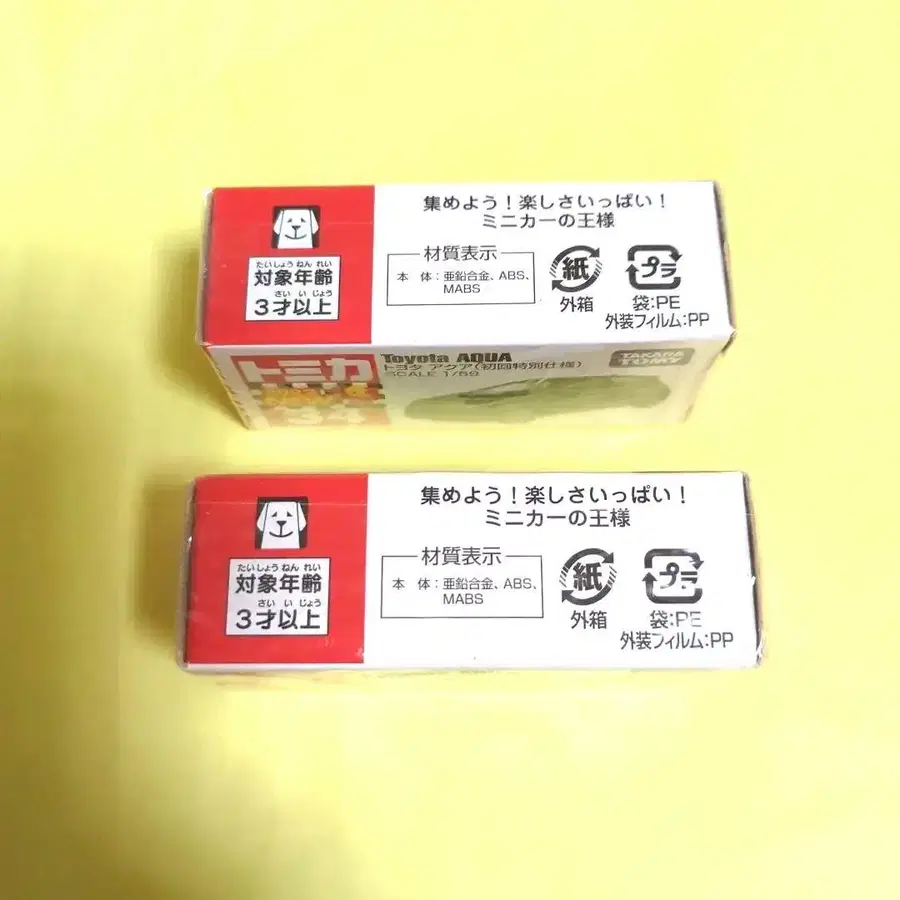 集めよう！楽しさいっぱい！
ミニカーの王様
たいしょうねんれい
対象年齢
さいいじょう
3才以上
材質表示
本 体：亜鉛合金、ABS、
MABS
紙
外箱
プラ
袋:PE
外装フィルム:PP
トミカ
34
Toyota AQUA
トヨタ アクア(初回特別仕様)
SCALE 1/59
TAKARA
TOMY
集めよう！楽しさいっぱい！
ミニカーの王様
たいしょうねんれい
対象年齢
さいいじょう
3才以上
材質表示
本 体：亜鉛合金、ABS、
MABS
紙
外箱
プラ
袋:PE
外装フィルム:PP